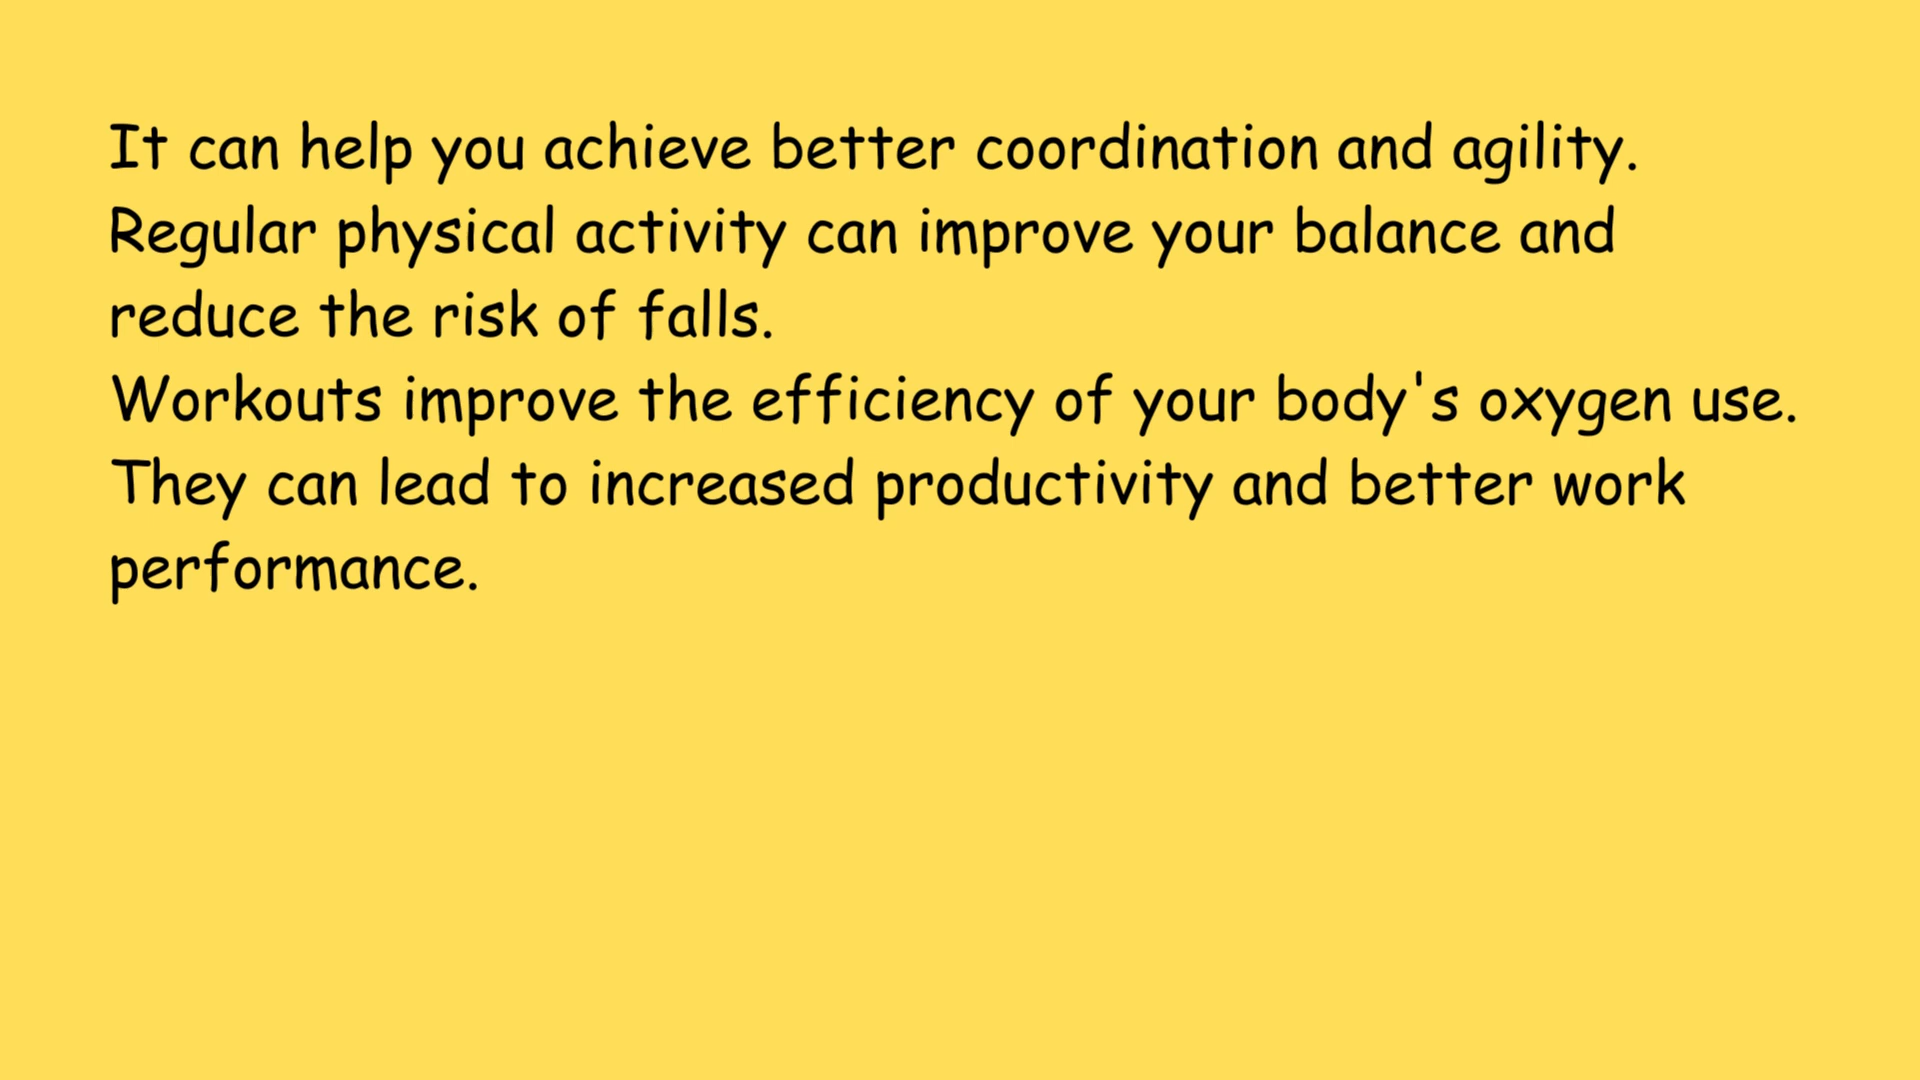 It can help you achieve better coordination and agility.
Regular physical activity can improve your balance and
reduce the risk of falls.
Workouts improve the efficiency of your body's oxygen use.
They can lead to increased productivity and better work
performance.